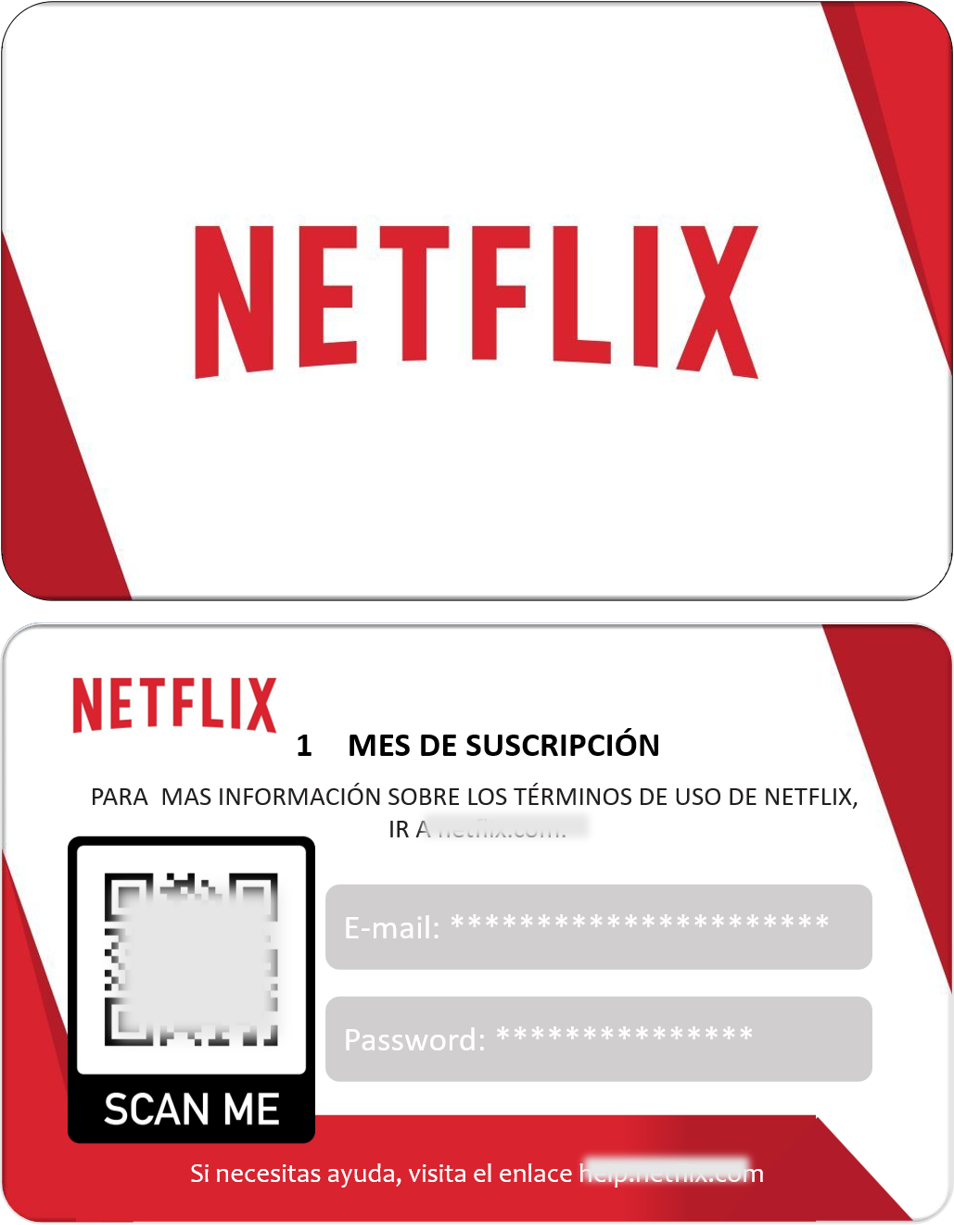 NETFLIX
NETFLIX
1 MES DE SUSCRIPCIÓN
PARA MAS INFORMACIÓN SOBRE LOS TÉRMINOS DE USO DE NETFLIX,
IR A
E-mail: **********************
Password: ***************
SCAN ME
Si necesitas ayuda, visita el enlace